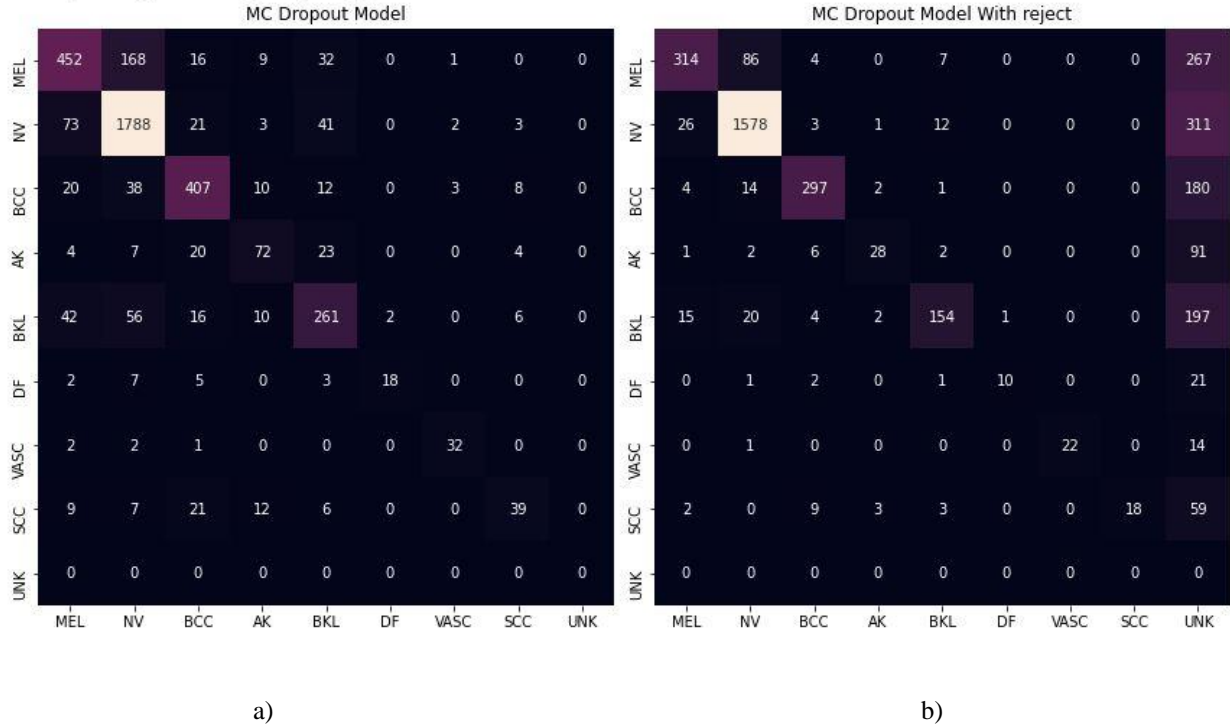 MC Dropout Model
MEL 452 168 16 9 32 0 1 0 0
NV 73 1788 21 3 41 0 2 3 0
BCC 20 38 407 10 12 0 3 8 0
AK 4 7 20 72 23 0 0 4 0
BKL 42 56 16 10 261 2 0 6 0
DF 2 7 5 0 3 18 0 0 0
VASC 2 2 1 0 0 0 32 0 0
SCC 9 7 21 12 6 0 0 39 0
UNK 0 0 0 0 0 0 0 0 0
MEL NV BCC AK BKL DF VASC SCC UNK
a)
MC Dropout Model With reject
MEL 314 86 4 0 7 0 0 0 267
NV 26 1578 3 1 12 0 0 0 311
BCC 4 14 297 2 1 0 0 0 180
AK 1 2 6 28 2 0 0 0 91
BKL 15 20 4 2 154 1 0 0 197
DF 0 1 2 0 1 10 0 0 21
VASC 0 1 0 0 0 0 22 0 14
SCC 2 0 9 3 3 0 0 18 59
UNK 0 0 0 0 0 0 0 0 0
MEL NV BCC AK BKL DF VASC SCC UNK
b)